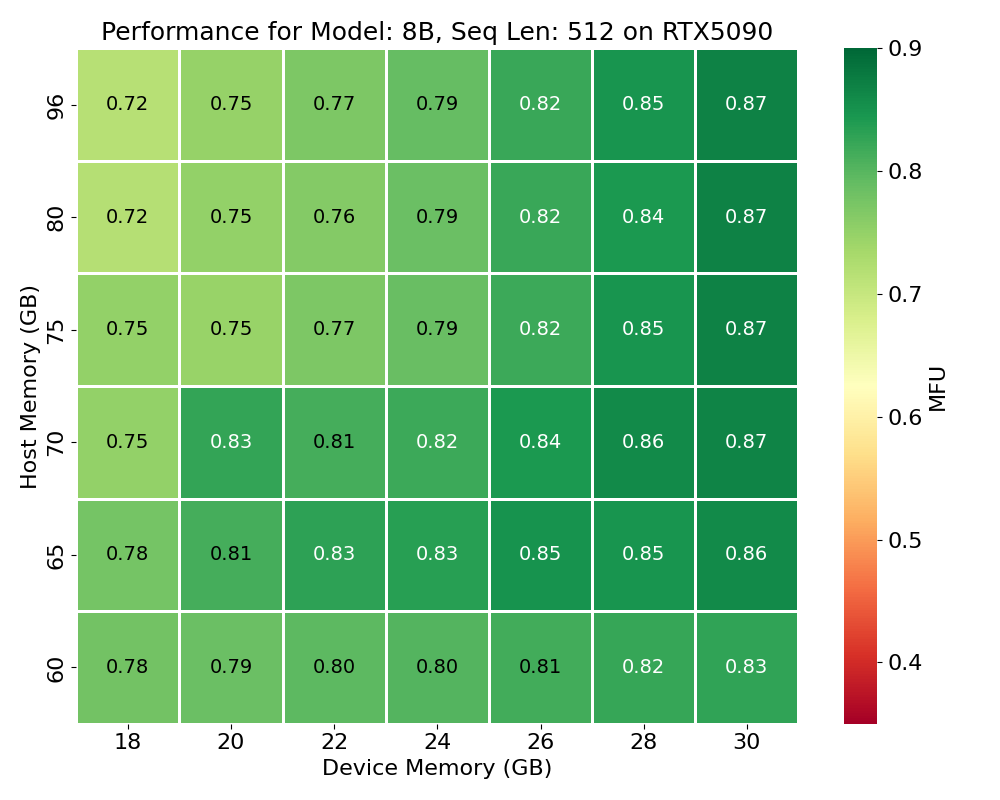 Performance for Model: 8B, Seq Len: 512 on RTX5090
96 0.72 0.75 0.77 0.79 0.82 0.85 0.87
80 0.72 0.75 0.76 0.79 0.82 0.84 0.87
75 0.75 0.75 0.77 0.79 0.82 0.85 0.87
70 0.75 0.83 0.81 0.82 0.84 0.86 0.87
65 0.78 0.81 0.83 0.83 0.85 0.85 0.86
60 0.78 0.79 0.80 0.80 0.81 0.82 0.83
18 20 22 24 26 28 30
Device Memory (GB)
Host Memory (GB)
0.9
0.8
0.7
0.6
0.5
0.4
MFU